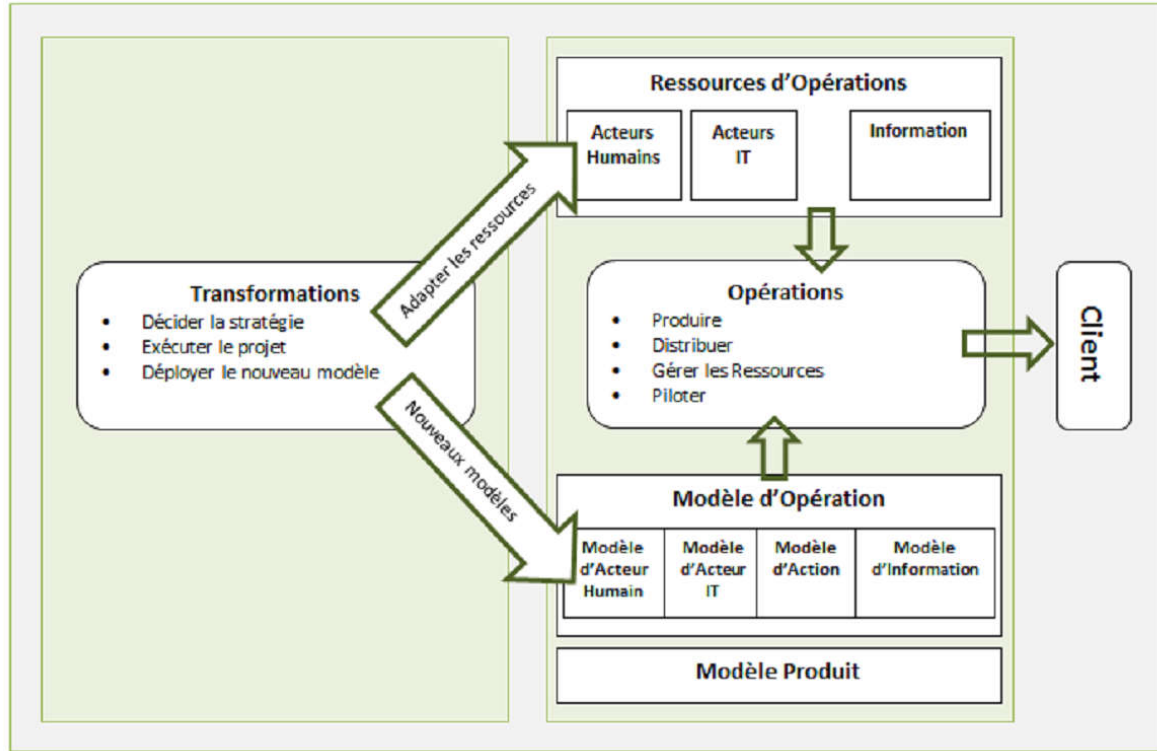 Ressources d'Opérations
Acteurs
Humains
Acteurs
IT
Information
Adapter les ressources
Transformations
• Décider la stratégie
• Exécuter le projet
• Déployer le nouveau modèle
Opérations
• Produire
• Distribuer
• Gérer les Ressources
• Piloter
Client
Nouveaux modèles
Modèle d'Opération
Modèle
d'Acteur
Humain
Modèle
d'Acteur
IT
Modèle
d'Action
Modèle
d'Information
Modèle Produit